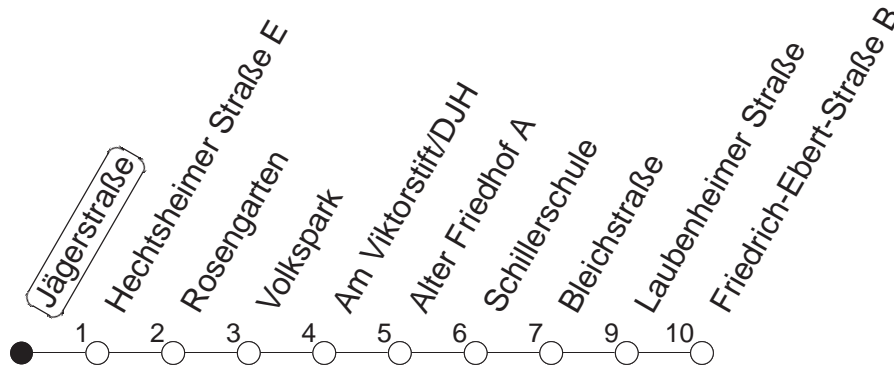 Jägerstraße
Hechtsheimer Straße E
Rosengarten
Volkspark
Am Viktorstift/DJH
Alter Friedhof A
Schillerschule
Bleichstraße
Laubenheimer Straße
Friedrich-Ebert-Straße B
1 2 3 4 5 6 7 9 10